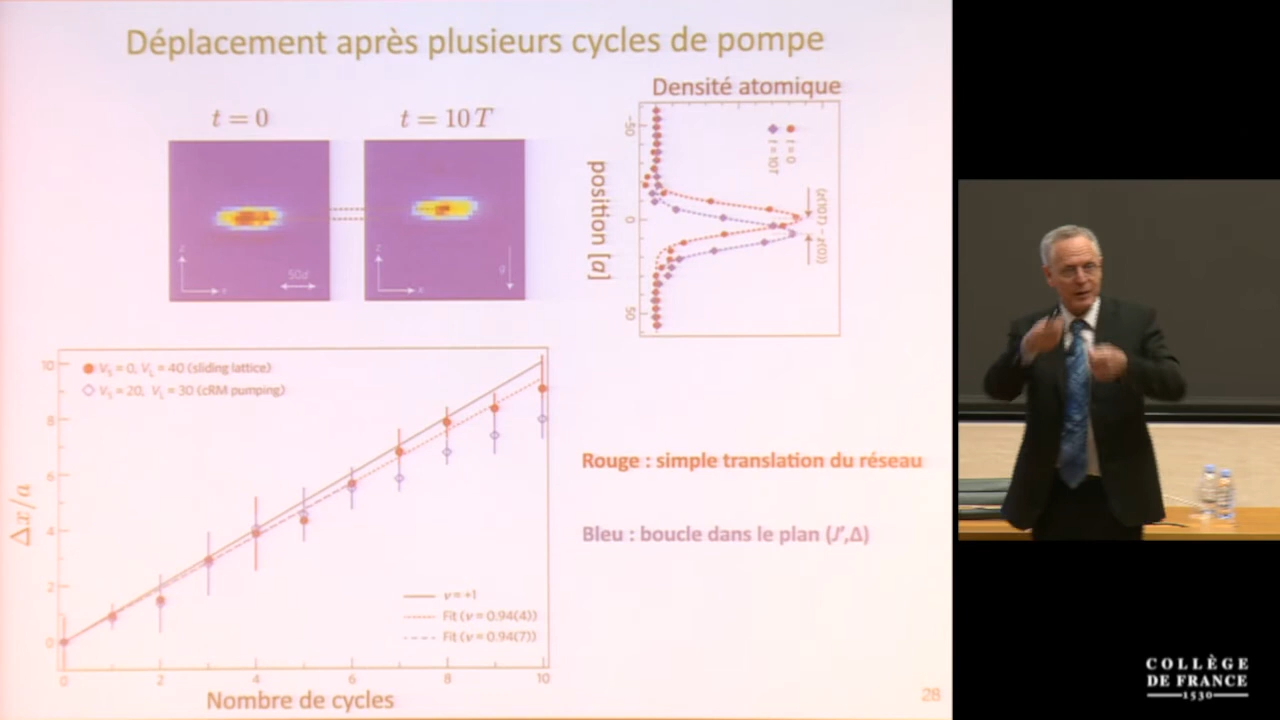 Déplacement après plusieurs cycles de pompe
t = 0
t = 10 T
z
x
50d
z
x
g
Densité atomique
position [a]
-50
0
50
t = 0
t = 10T
⟨z(10T) − z(0)⟩
V_S = 0, V_L = 40 (sliding lattice)
V_S = 20, V_L = 30 (cRM pumping)
10
8
6
4
2
0
Δx/a
ν = +1
Fit (ν = 0.94(4))
Fit (ν = 0.94(7))
0
2
4
6
8
10
Nombre de cycles
Rouge : simple translation du réseau
Bleu : boucle dans le plan (J',Δ)
28
COLLÈGE
DE FRANCE
1530